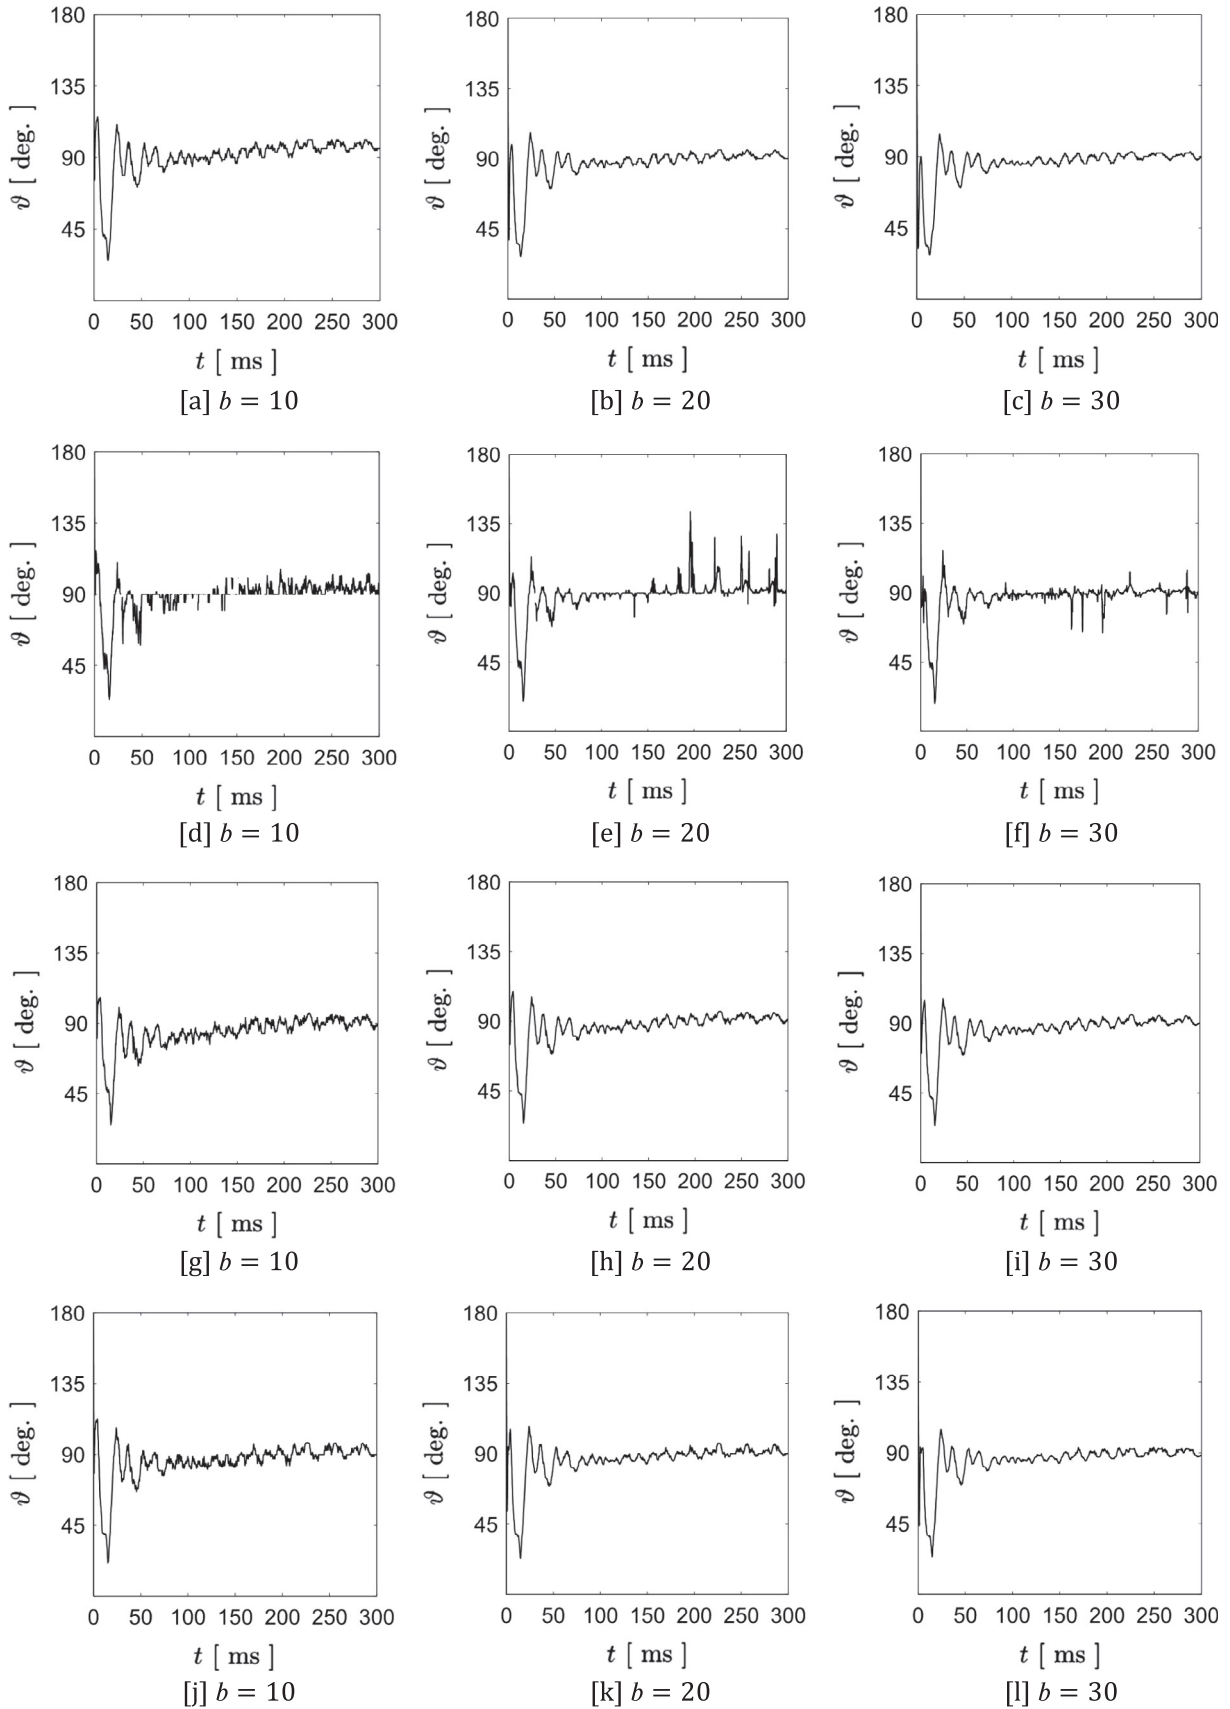 180 180 180
135 135 135
ϑ [ deg. ] 90 ϑ [ deg. ] 90 ϑ [ deg. ] 90
45 45 45
0 50 100 150 200 250 300 0 50 100 150 200 250 300 0 50 100 150 200 250 300
t [ ms ] t [ ms ] t [ ms ]
[a] b = 10 [b] b = 20 [c] b = 30
180 180 180
135 135 135
ϑ [ deg. ] 90 ϑ [ deg. ] 90 ϑ [ deg. ] 90
45 45 45
0 50 100 150 200 250 300 0 50 100 150 200 250 300 0 50 100 150 200 250 300
t [ ms ] t [ ms ] t [ ms ]
[d] b = 10 [e] b = 20 [f] b = 30
180 180 180
135 135 135
ϑ [ deg. ] 90 ϑ [ deg. ] 90 ϑ [ deg. ] 90
45 45 45
0 50 100 150 200 250 300 0 50 100 150 200 250 300 0 50 100 150 200 250 300
t [ ms ] t [ ms ] t [ ms ]
[g] b = 10 [h] b = 20 [i] b = 30
180 180 180
135 135 135
ϑ [ deg. ] 90 ϑ [ deg. ] 90 ϑ [ deg. ] 90
45 45 45
0 50 100 150 200 250 300 0 50 100 150 200 250 300 0 50 100 150 200 250 300
t [ ms ] t [ ms ] t [ ms ]
[j] b = 10 [k] b = 20 [l] b = 30